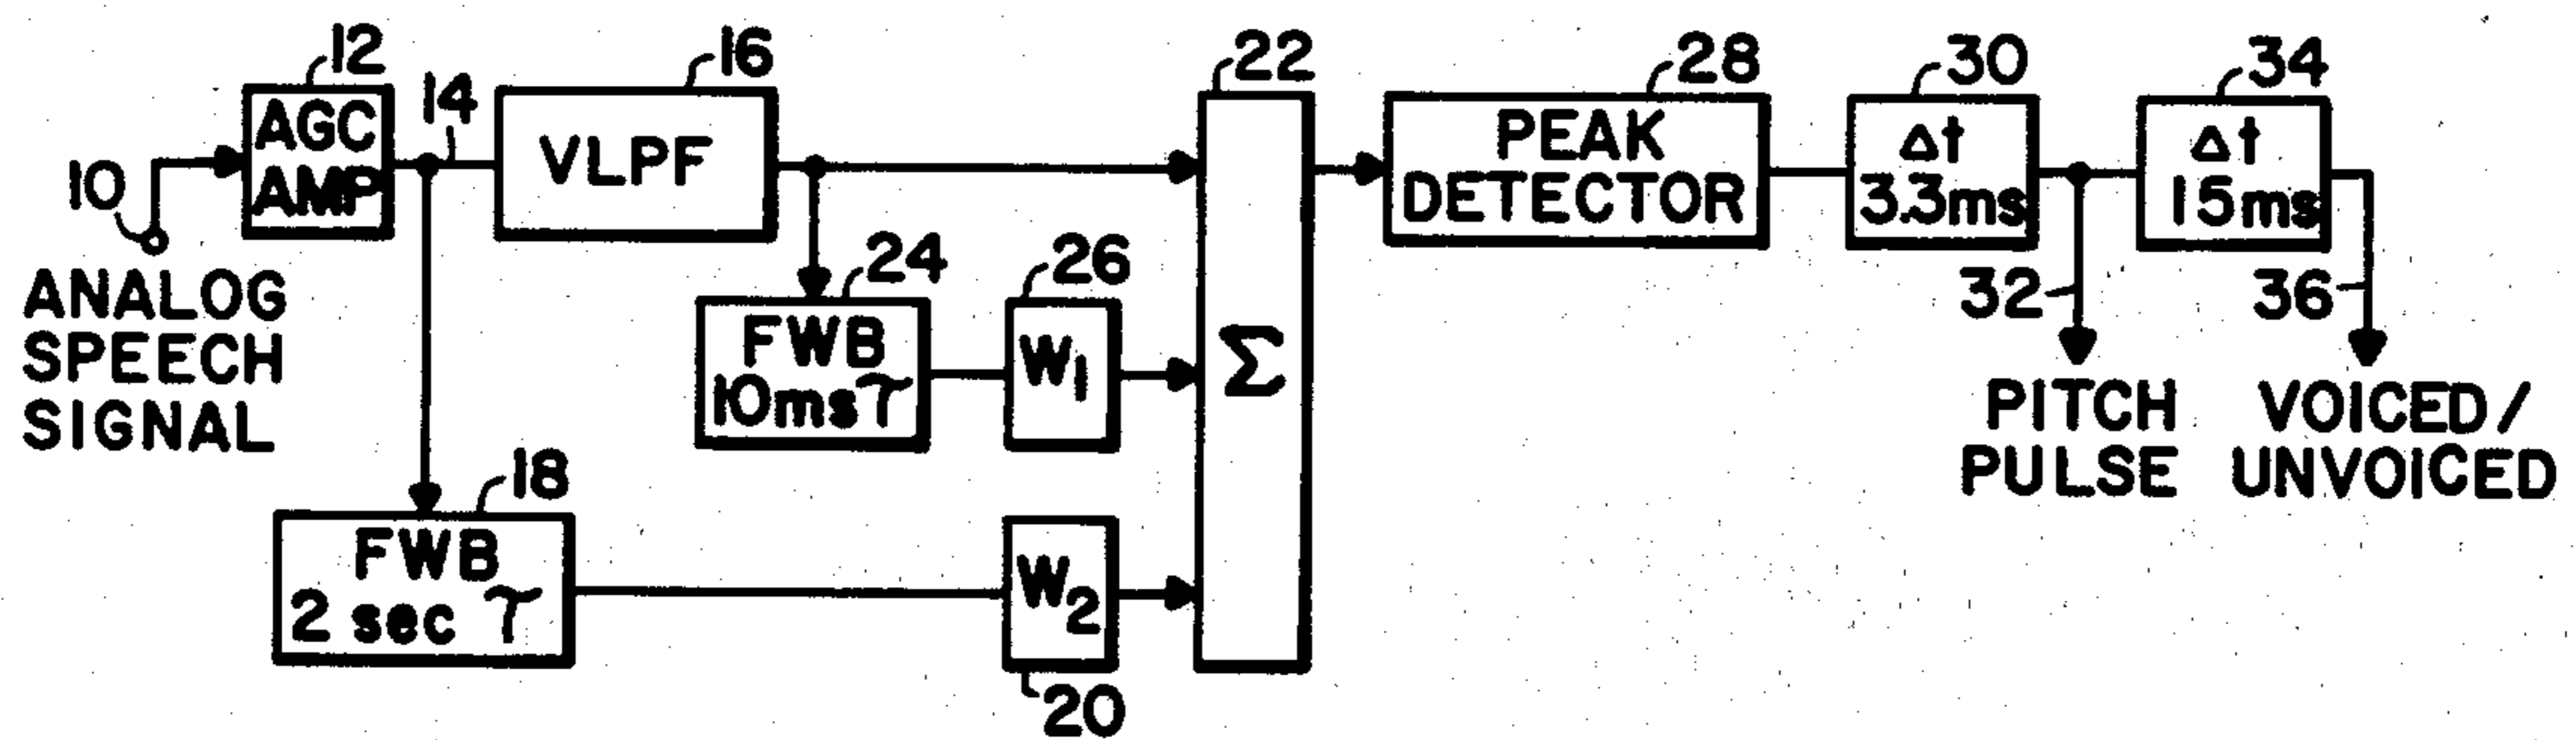 12
14
16
22
28
30
34
AGC
AMP
VLPF
PEAK
DETECTOR
Δt
3.3ms
Δt
15ms
10
ANALOG
SPEECH
SIGNAL
24
FWB
10ms τ
26
W1
Σ
32
36
PITCH
PULSE
VOICED/
UNVOICED
18
FWB
2 sec τ
W2
20